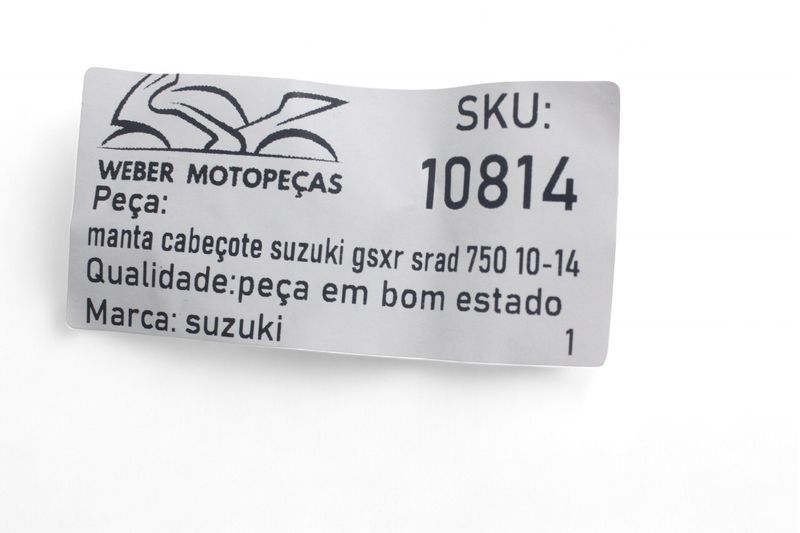 WEBER MOTOPEÇAS
SKU:
10814
Peça:
manta cabeçote suzuki gsxr srad 750 10-14
Qualidade:peça em bom estado
Marca: suzuki
1